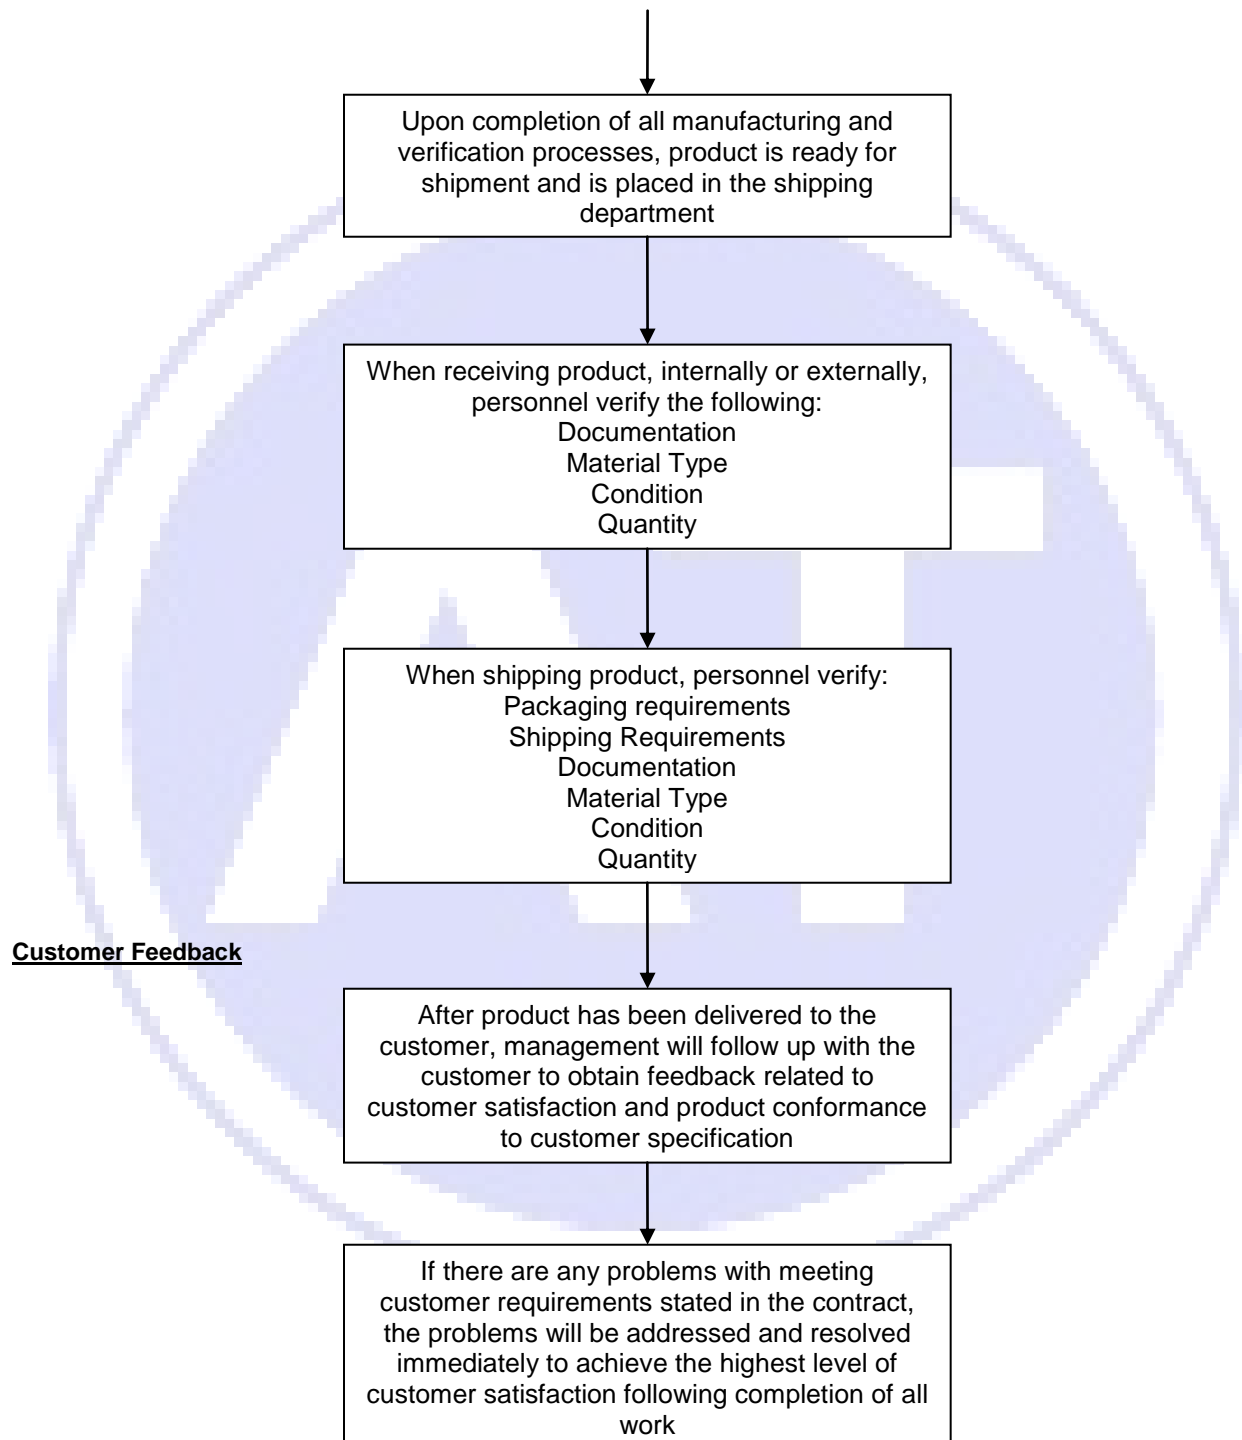 Upon completion of all manufacturing and
verification processes, product is ready for
shipment and is placed in the shipping
department
When receiving product, internally or externally,
personnel verify the following:
Documentation
Material Type
Condition
Quantity
When shipping product, personnel verify:
Packaging requirements
Shipping Requirements
Documentation
Material Type
Condition
Quantity
Customer Feedback
After product has been delivered to the
customer, management will follow up with the
customer to obtain feedback related to
customer satisfaction and product conformance
to customer specification
If there are any problems with meeting
customer requirements stated in the contract,
the problems will be addressed and resolved
immediately to achieve the highest level of
customer satisfaction following completion of all
work
AT